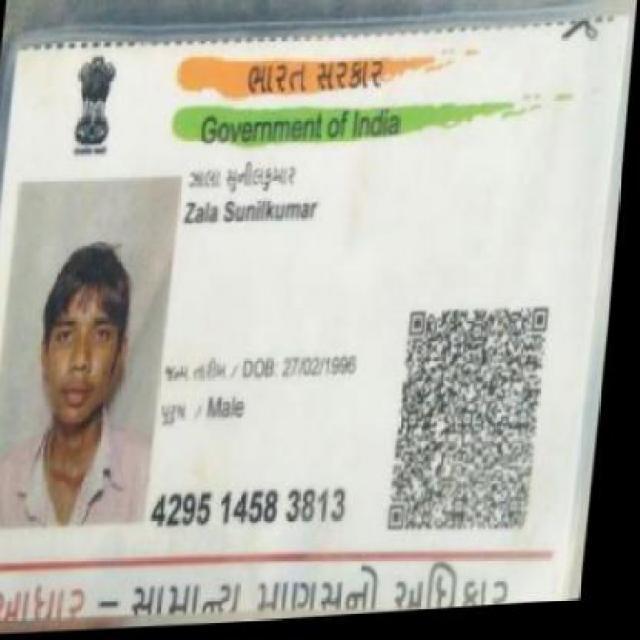 ભારત સરકાર
Government of India
ઝાલા સુનીલકુમાર
Zala Sunilkumar
જન્મ તારીખ / DOB: 27/02/1996
પુરુષ / Male
4295 1458 3813
આધાર – સામાન્ય માણસનો અધિકાર